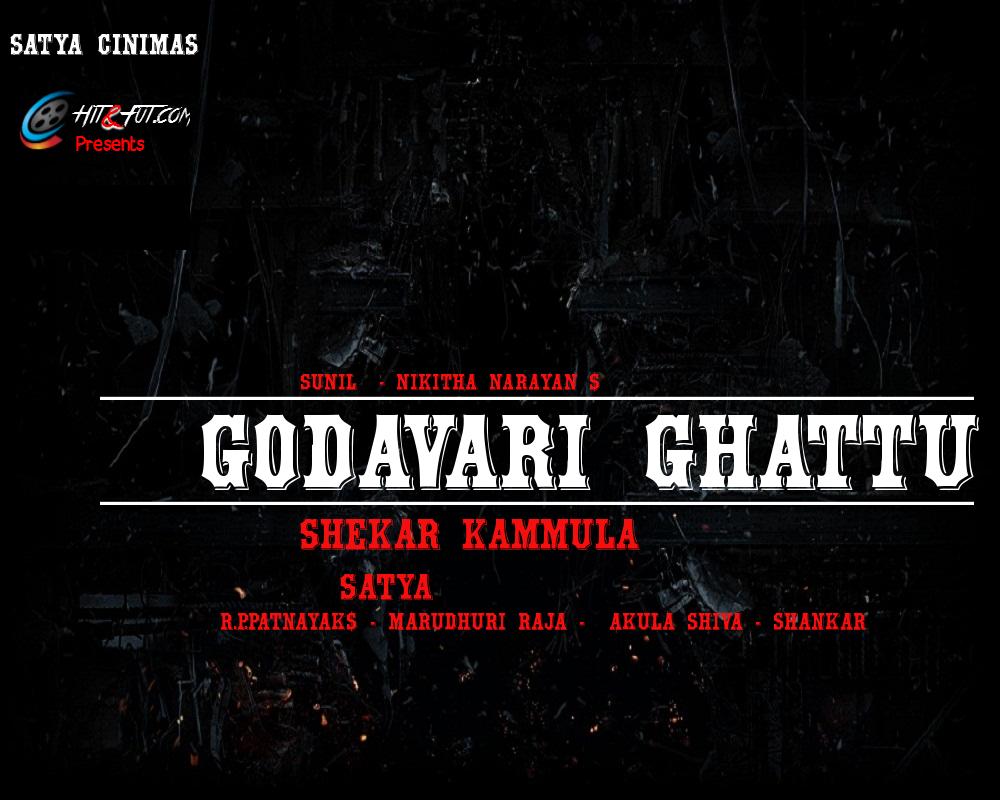 SATYA CINIMAS
HIT&FUT.COM
Presents
SUNIL - NIKITHA NARAYAN $
GODAVARI GHATTU
SHEKAR KAMMULA
SATYA
R.P.PATNAYAK$ - MARUDHURI RAJA - AKULA SHIVA - SHANKAR